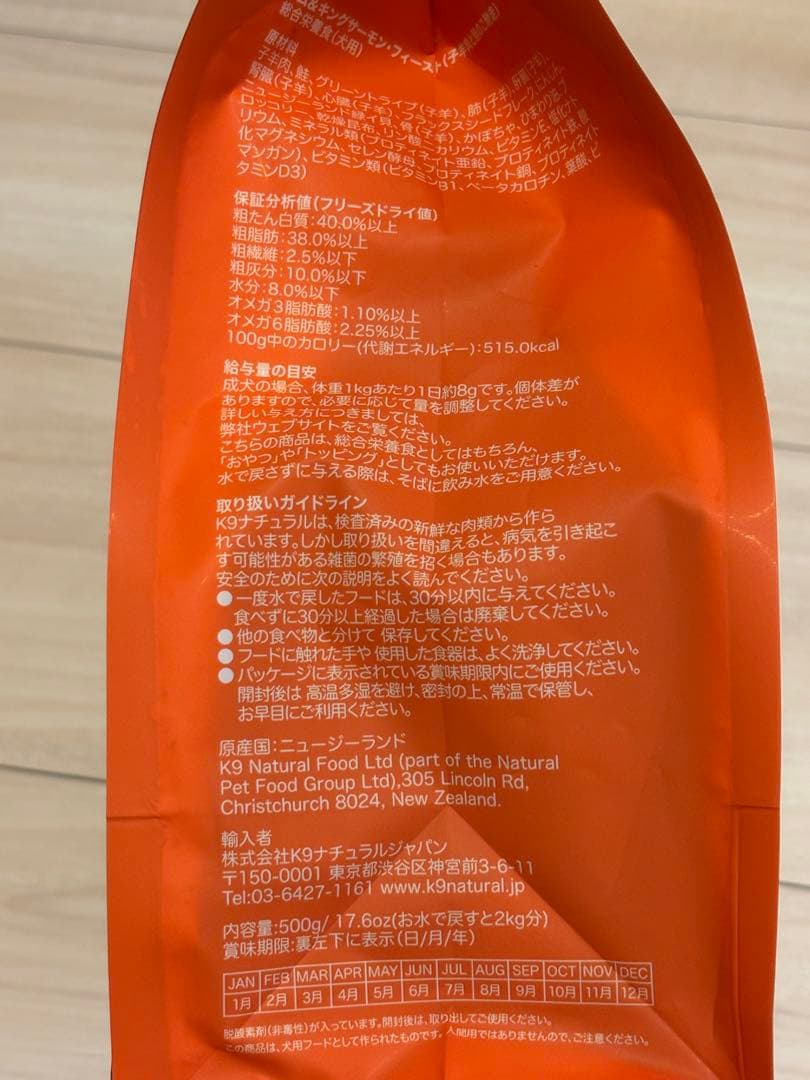 ム&キングサーモン・フィースト(子羊
総合栄養食(犬用)
原材料
子羊肉、鮭、グリーントライプ(子羊)、肺(子羊)、肝臓(子羊)、
腎臓(子羊)、心臓(子羊)、フラックスシードフレーク、にんじん、
ニュージーランド緑イ貝、骨(子羊)、かぼちゃ、ひまわり油、ブ
ロッコリー、乾燥昆布、リン酸二カリウム、ビタミンE、塩化ナト
リウム、ミネラル類(プロティネイト亜鉛、プロティネイト鉄、酸
化マグネシウム、セレン酵母、プロティネイト銅、プロティネイト
マンガン)、ビタミン類(ビタミンB1、ベータカロチン、葉酸、ビ
タミンD3)
保証分析値(フリーズドライ値)
粗たん白質:40.0%以上
粗脂肪:38.0%以上
粗繊維:2.5%以下
粗灰分:10.0%以下
水分:8.0%以下
オメガ3脂肪酸:1.10%以上
オメガ6脂肪酸:2.25%以上
100g中のカロリー(代謝エネルギー):515.0kcal
給与量の目安
成犬の場合、体重1kgあたり1日約8gです。個体差が
ありますので、必要に応じて量を調整してください。
詳しい与え方につきましては、
弊社ウェブサイトをご覧ください。
こちらの商品は、総合栄養食としてはもちろん、
「おやつ」や「トッピング」としてもお使いいただけます。
水で戻さずに与える際は、そばに飲み水をご用意ください。
取り扱いガイドライン
K9ナチュラルは、検査済みの新鮮な肉類から作ら
れています。しかし取り扱いを間違えると、病気を引き起こ
す可能性がある雑菌の繁殖を招く場合もあります。
安全のために次の説明をよく読んでください。
●一度水で戻したフードは、30分以内に与えてください。
食べずに30分以上経過した場合は廃棄してください。
●他の食べ物と分けて 保存してください。
●フードに触れた手や 使用した食器は、よく洗浄してください。
●パッケージに表示されている賞味期限内にご使用ください。
開封後は 高温多湿を避け、密封の上、常温で保管し、
お早目にご利用ください。
原産国:ニュージーランド
K9 Natural Food Ltd (part of the Natural
Pet Food Group Ltd),305 Lincoln Rd,
Christchurch 8024, New Zealand.
輸入者
株式会社K9ナチュラルジャパン
〒150-0001 東京都渋谷区神宮前3-6-11
Tel:03-6427-1161 www.k9natural.jp
内容量:500g/ 17.6oz(お水で戻すと2kg分)
賞味期限:裏左下に表示(日/月/年)
JAN FEB MAR APR MAY JUN JUL AUG SEP OCT NOV DEC
1月 2月 3月 4月 5月 6月 7月 8月 9月 10月 11月 12月
脱酸素剤(非毒性)が入っています。開封後は、取り出してご使用ください。
この商品は、犬用フードとして作られたものです。人間用ではありませんので、ご注意ください。